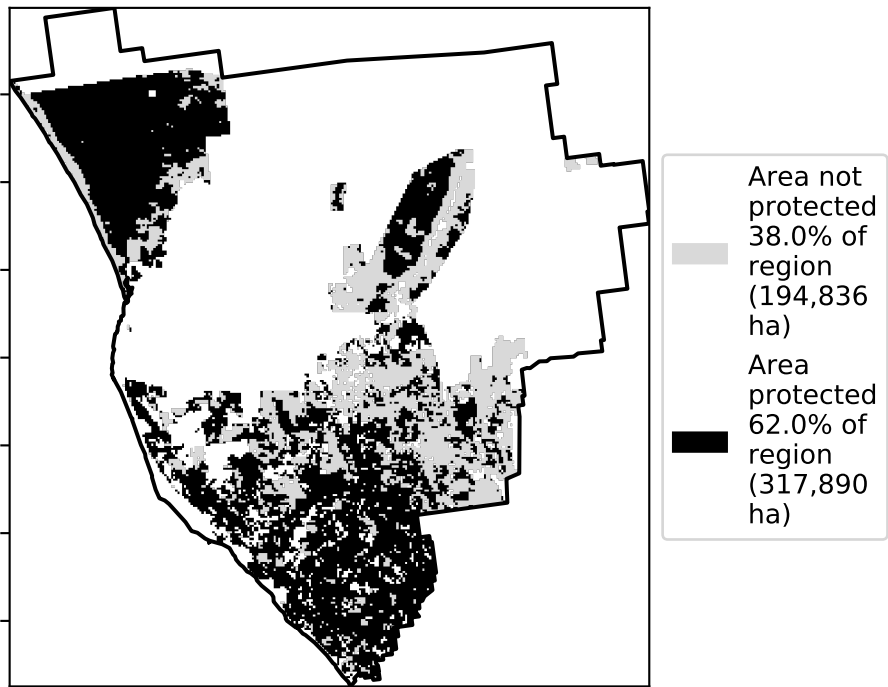 Area not
protected
38.0% of
region
(194,836
ha)
Area
protected
62.0% of
region
(317,890
ha)